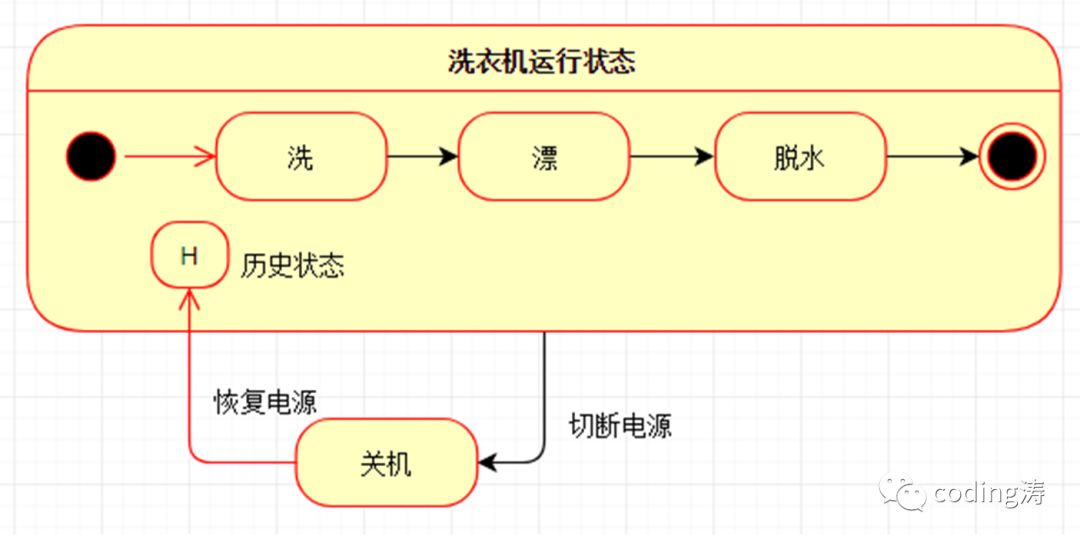 洗衣机运行状态
洗
漂
脱水
H
历史状态
恢复电源
切断电源
关机
coding涛